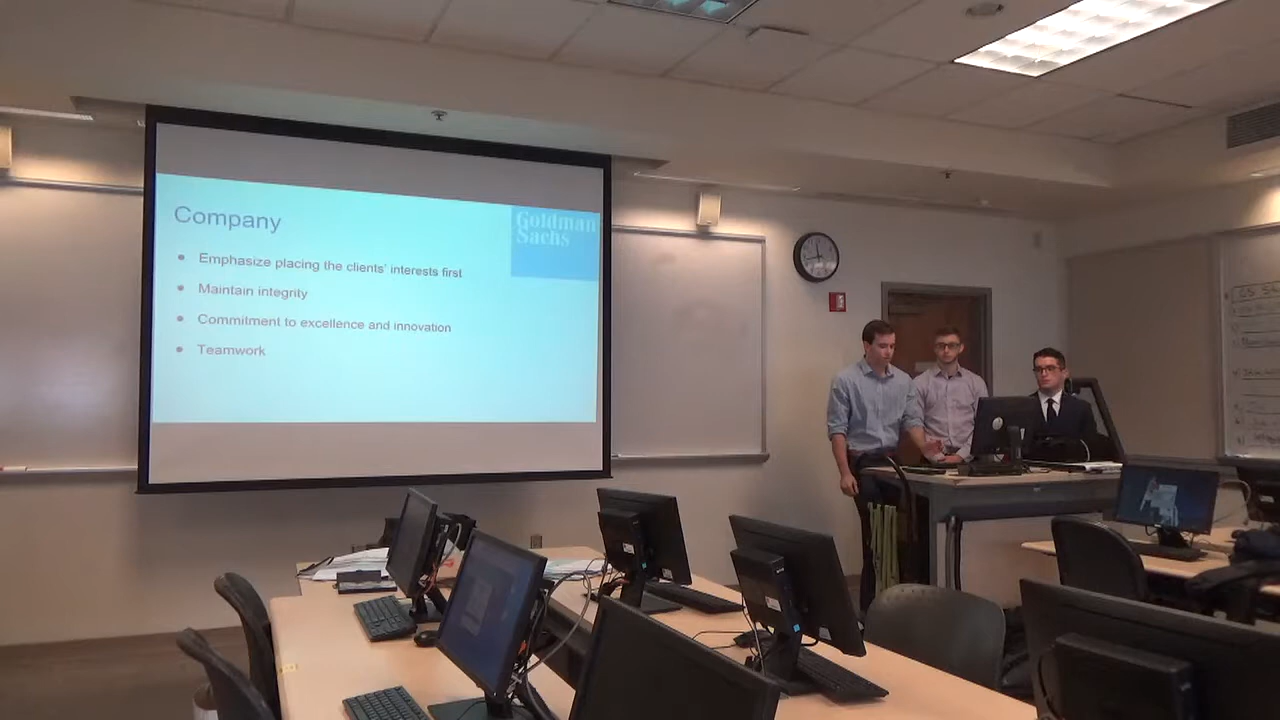 Company
Goldman
Sachs
Emphasize placing the clients' interests first
Maintain integrity
Commitment to excellence and innovation
Teamwork